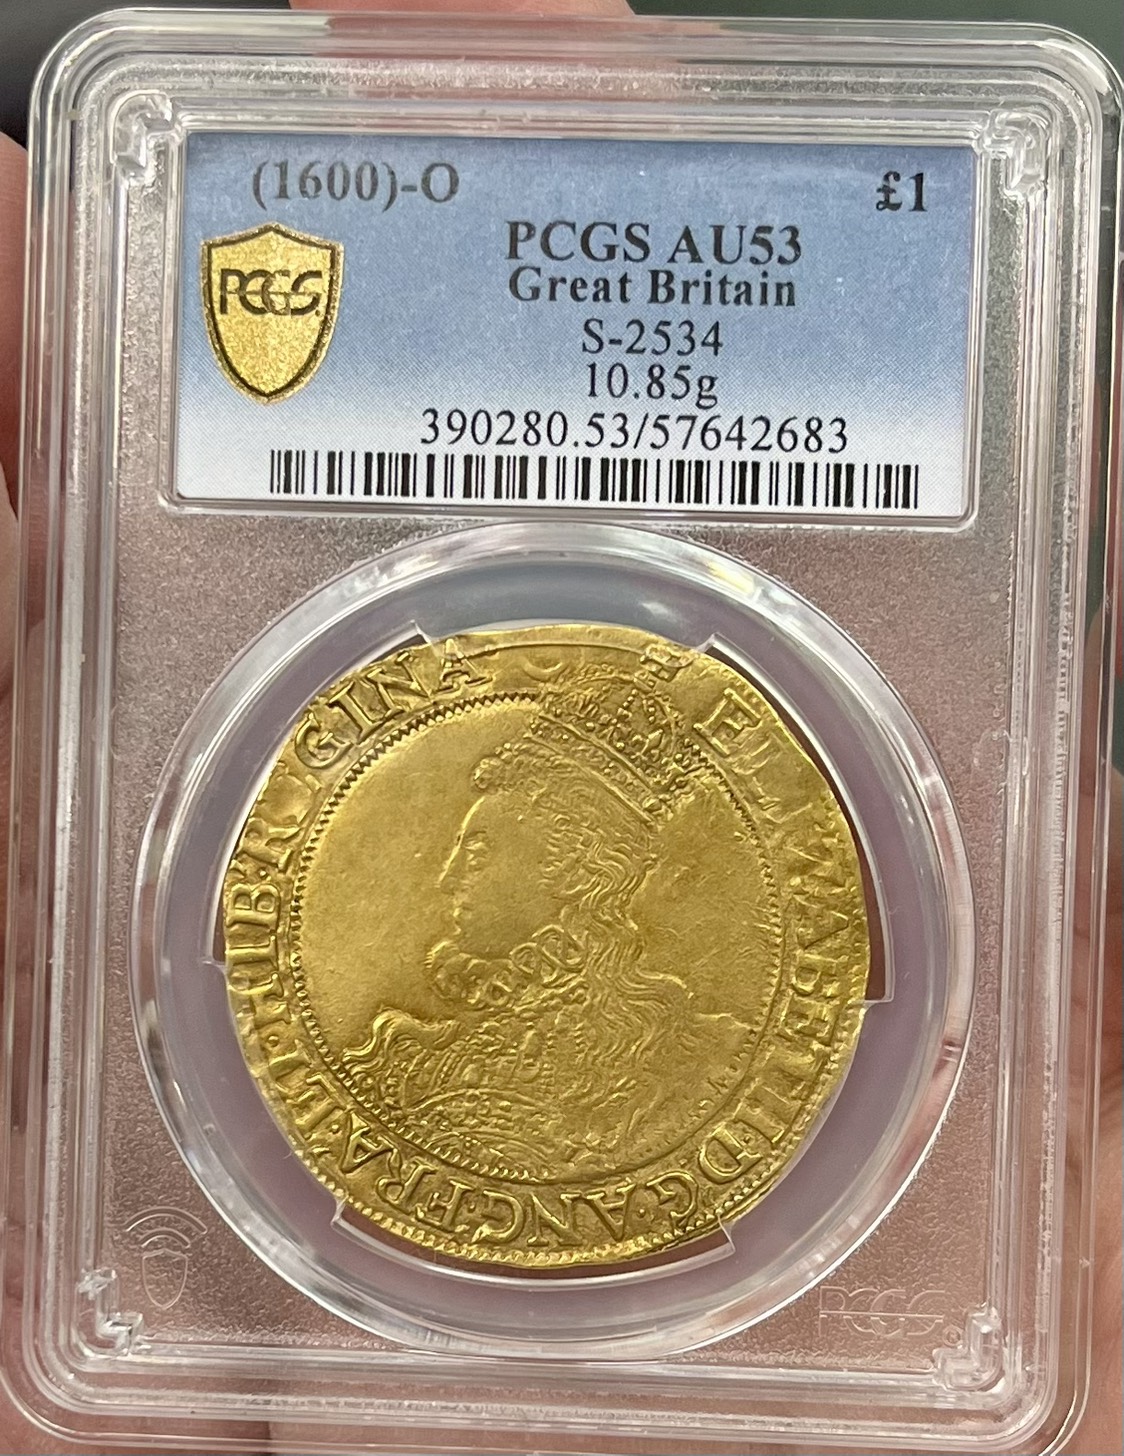 (1600)-O £1
PCGS AU53
PCGS
Great Britain
S-2534
10.85g
390280.53/57642683
ELIZABETH·D·G·ANG·FRA·ET·HIB·REGINA
PCGS